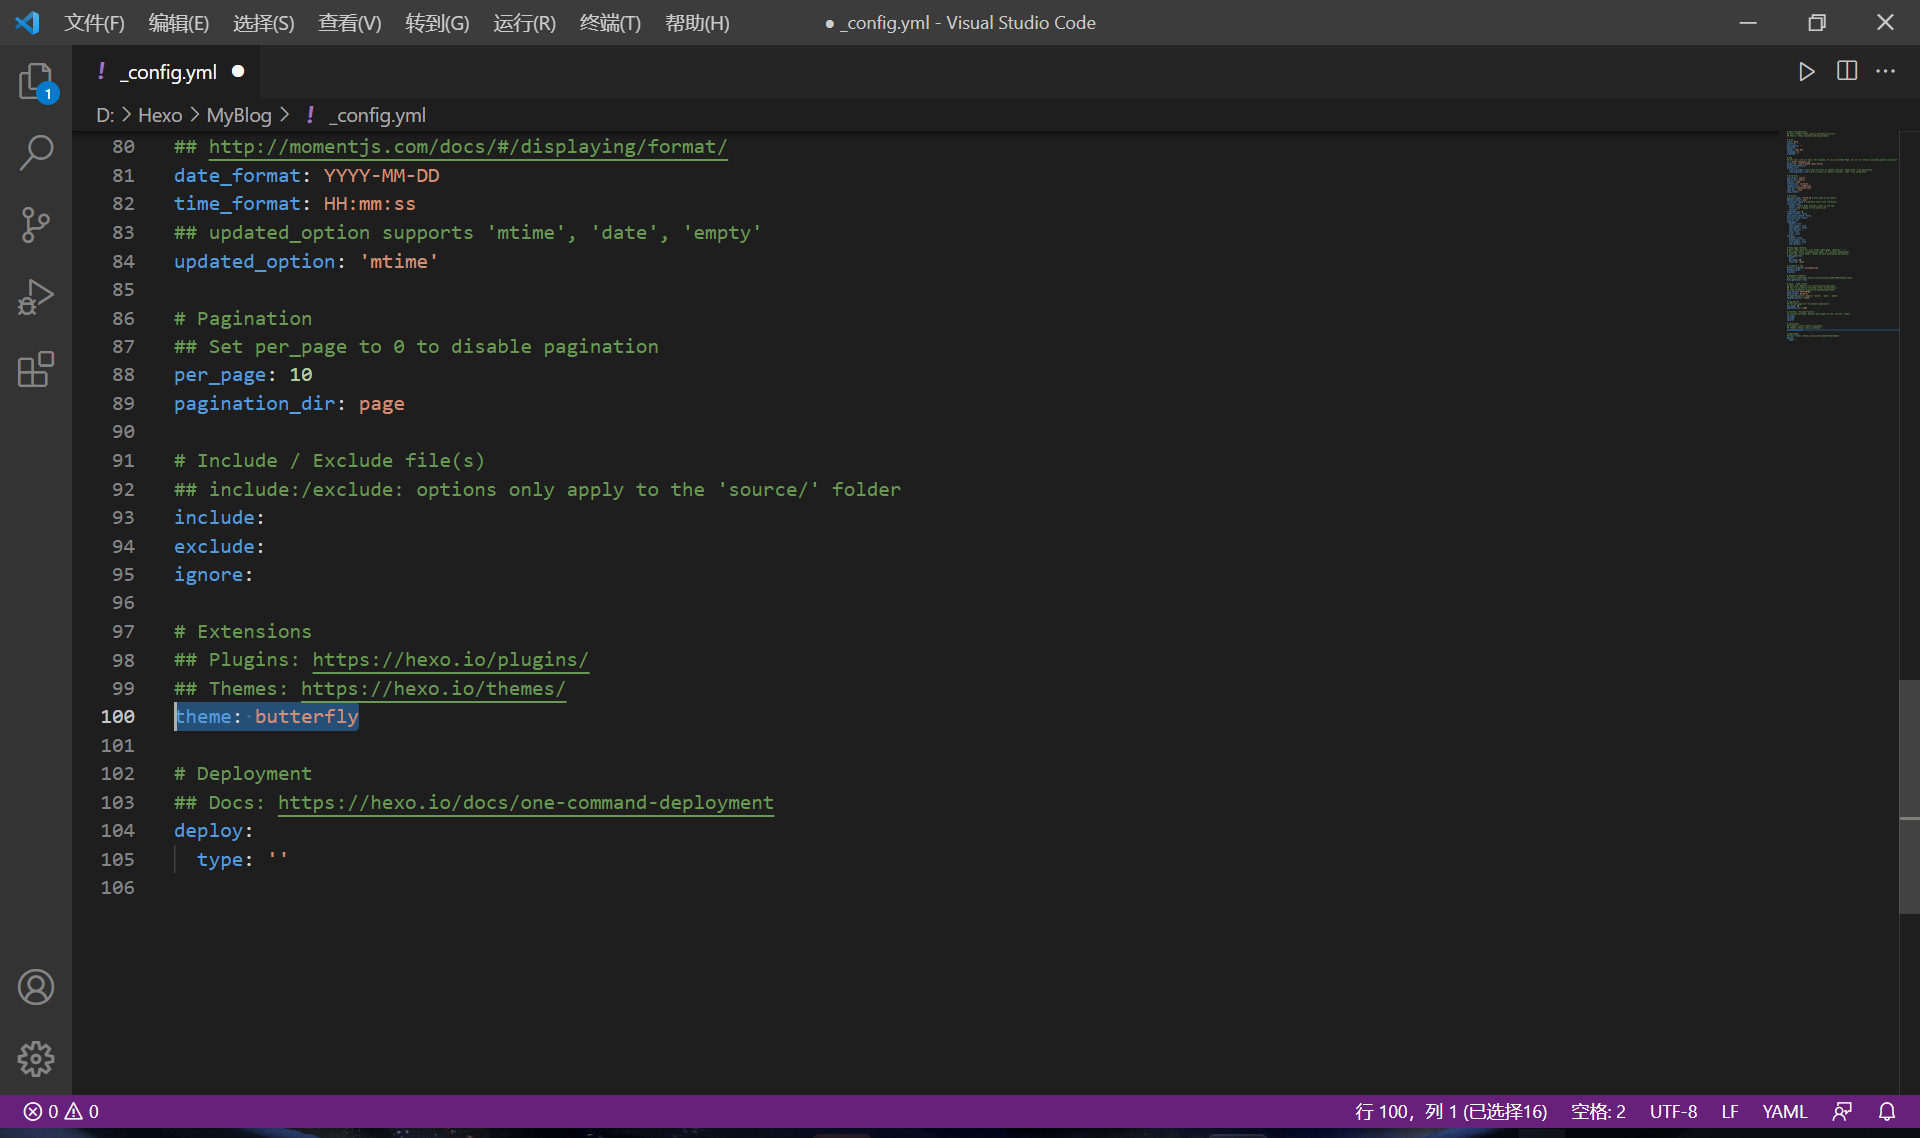 文件(F) 编辑(E) 选择(S) 查看(V) 转到(G) 运行(R) 终端(T) 帮助(H) ● _config.yml - Visual Studio Code
! _config.yml ●
1
D: > Hexo > MyBlog > ! _config.yml
80 ## http://momentjs.com/docs/#/displaying/format/
81 date_format: YYYY-MM-DD
82 time_format: HH:mm:ss
83 ## updated_option supports 'mtime', 'date', 'empty'
84 updated_option: 'mtime'
85
86 # Pagination
87 ## Set per_page to 0 to disable pagination
88 per_page: 10
89 pagination_dir: page
90
91 # Include / Exclude file(s)
92 ## include:/exclude: options only apply to the 'source/' folder
93 include:
94 exclude:
95 ignore:
96
97 # Extensions
98 ## Plugins: https://hexo.io/plugins/
99 ## Themes: https://hexo.io/themes/
100 theme: butterfly
101
102 # Deployment
103 ## Docs: https://hexo.io/docs/one-command-deployment
104 deploy:
105   type: ''
106
0 0 行 100，列 1 (已选择16) 空格: 2 UTF-8 LF YAML